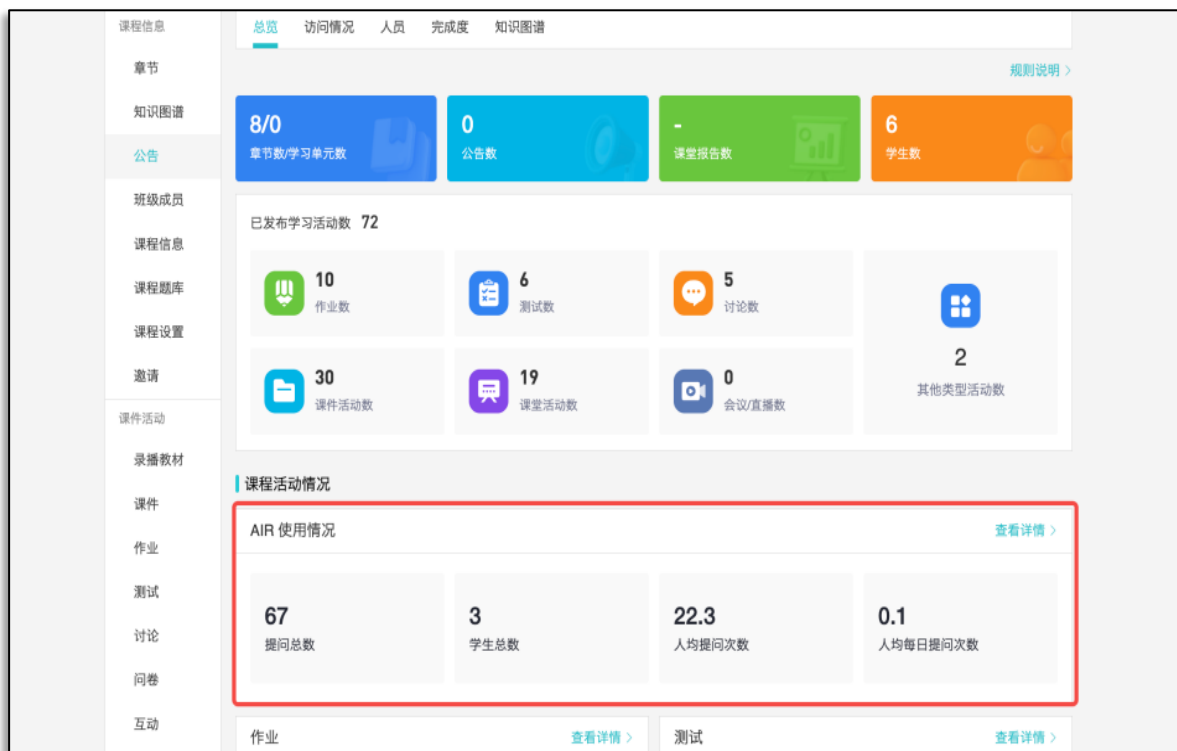 课程信息
章节
知识图谱
公告
班级成员
课程信息
课程题库
课程设置
邀请
课件活动
录播教材
课件
作业
测试
讨论
问卷
互动
总览 访问情况 人员 完成度 知识图谱
规则说明 >
8/0
章节数/学习单元数
0
公告数
-
课堂报告数
6
学生数
已发布学习活动数 72
10
作业数
6
测试数
5
讨论数
30
课件活动数
19
课堂活动数
0
会议/直播数
2
其他类型活动数
课程活动情况
AIR 使用情况 查看详情 >
67
提问总数
3
学生总数
22.3
人均提问次数
0.1
人均每日提问次数
作业 查看详情 >
测试 查看详情 >